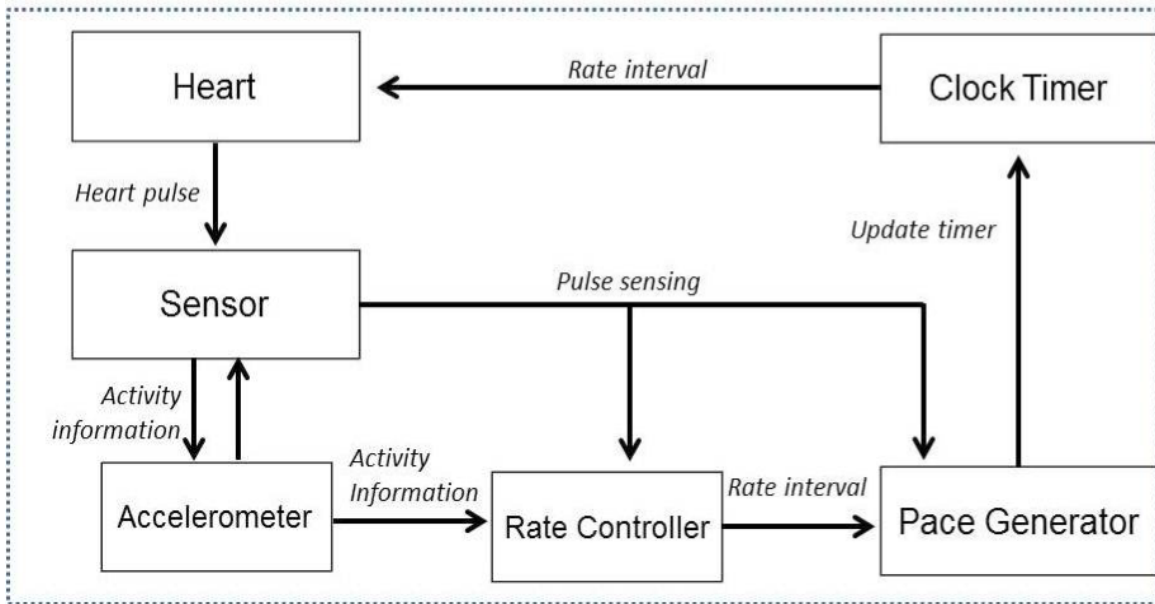 Heart
Rate interval
Clock Timer
Heart pulse
Update timer
Sensor
Pulse sensing
Activity
information
Accelerometer
Activity
Information
Rate Controller
Rate interval
Pace Generator